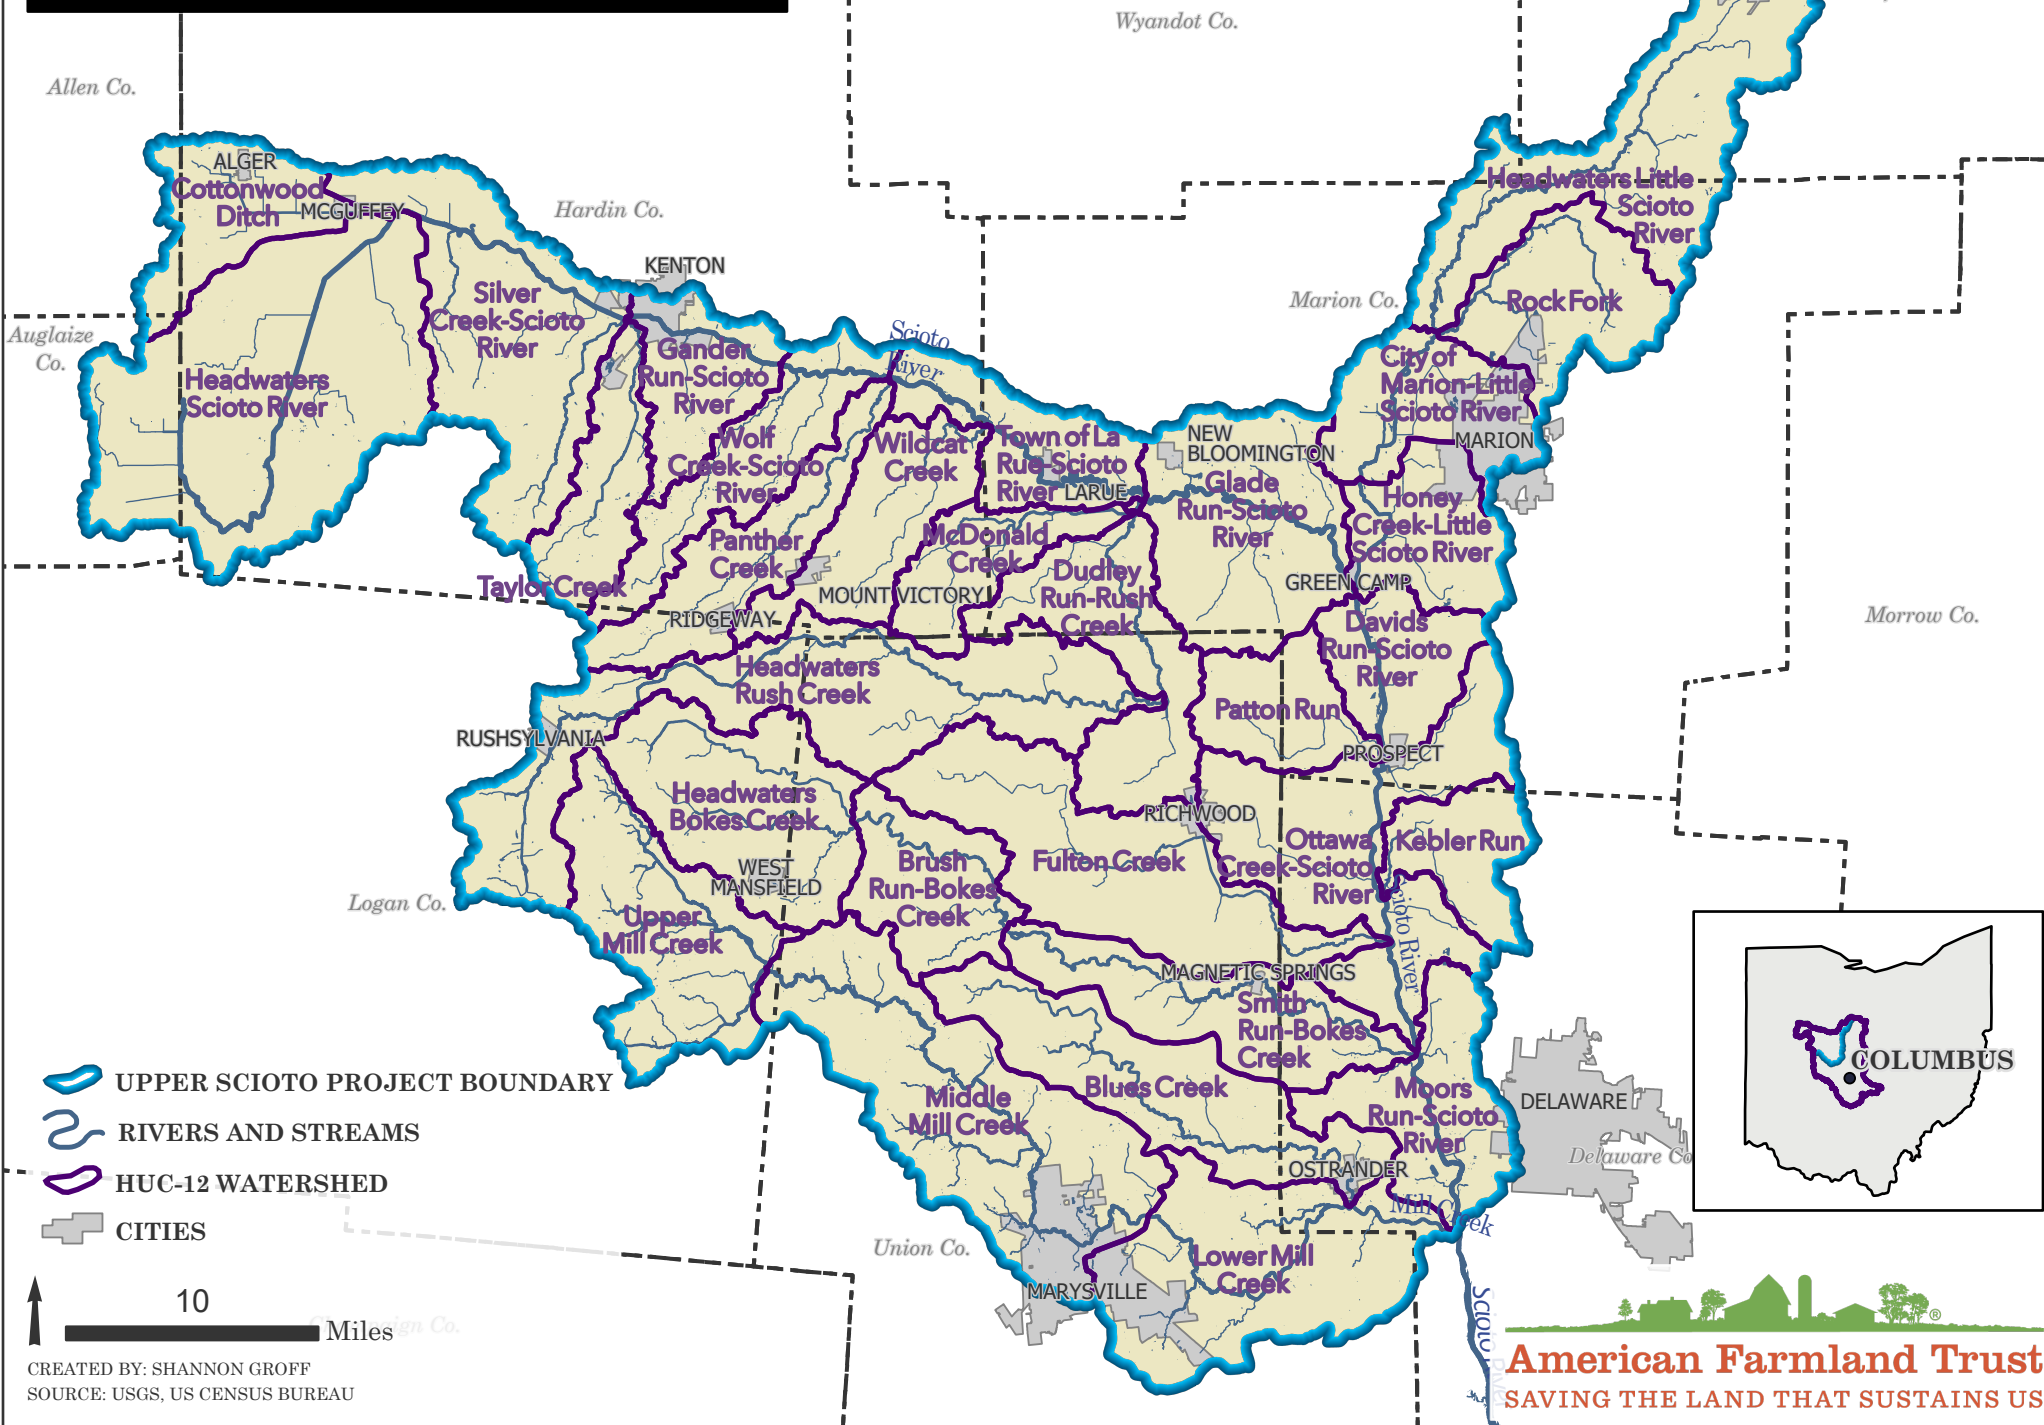 Wyandot Co.
Allen Co.
ALGER
Cottonwood
Ditch
MCGUFFEY
Hardin Co.
Headwaters Little
Scioto
River
KENTON
Silver
Creek-Scioto
River
Marion Co.
Rock Fork
Auglaize
Co.
Scioto
River
Gander
Run-Scioto
River
City of
Marion-Little
Scioto River
Headwaters
Scioto River
MARION
Wolf
Creek-Scioto
River
Wildcat
Creek
Town of La
Rue-Scioto
River
LARUE
NEW
BLOOMINGTON
Glade
Run-Scioto
River
Honey
Creek-Little
Scioto River
Panther
Creek
McDonald
Creek
Dudley
Run-Rush
Creek
GREEN CAMP
Taylor Creek
MOUNT VICTORY
RIDGEWAY
Davids
Run-Scioto
River
Morrow Co.
Headwaters
Rush Creek
Patton Run
RUSHSYLVANIA
PROSPECT
Headwaters
Bokes Creek
RICHWOOD
Ottawa
Creek-Scioto
River
Kebler Run
WEST
MANSFIELD
Brush
Run-Bokes
Creek
Fulton Creek
Logan Co.
Upper
Mill Creek
Scioto River
MAGNETIC SPRINGS
Smith
Run-Bokes
Creek
COLUMBUS
Middle
Mill Creek
Blues Creek
Moors
Run-Scioto
River
DELAWARE
Delaware Co
OSTRANDER
Mill Creek
Union Co.
Lower Mill
Creek
MARYSVILLE
Scioto River
UPPER SCIOTO PROJECT BOUNDARY
RIVERS AND STREAMS
HUC-12 WATERSHED
CITIES
10
Miles
Champaign Co.
CREATED BY: SHANNON GROFF
SOURCE: USGS, US CENSUS BUREAU
®
American Farmland Trust
SAVING THE LAND THAT SUSTAINS US